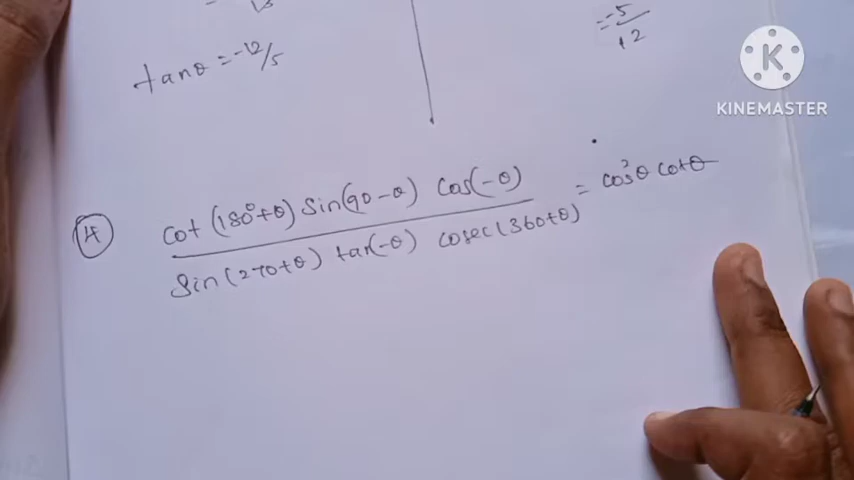 tanθ = -12/5
= -5/12
KINEMASTER
4
cot (180°+θ) sin(90-θ) cos(-θ) / sin(270+θ) tan(-θ) cosec(360+θ) = cos²θ cotθ